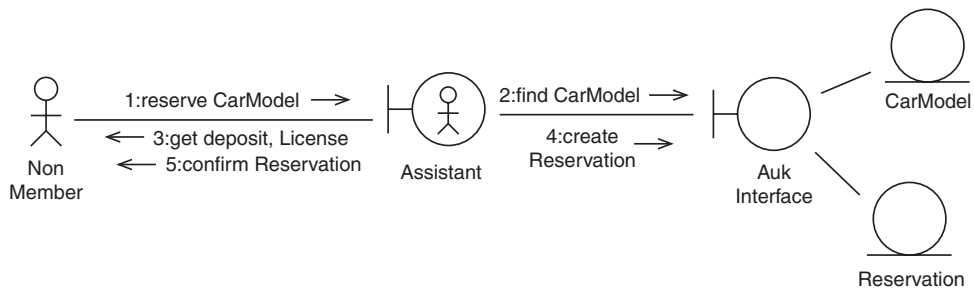 1:reserve CarModel
3:get deposit, License
5:confirm Reservation
Non
Member
Assistant
2:find CarModel
4:create
Reservation
Auk
Interface
CarModel
Reservation